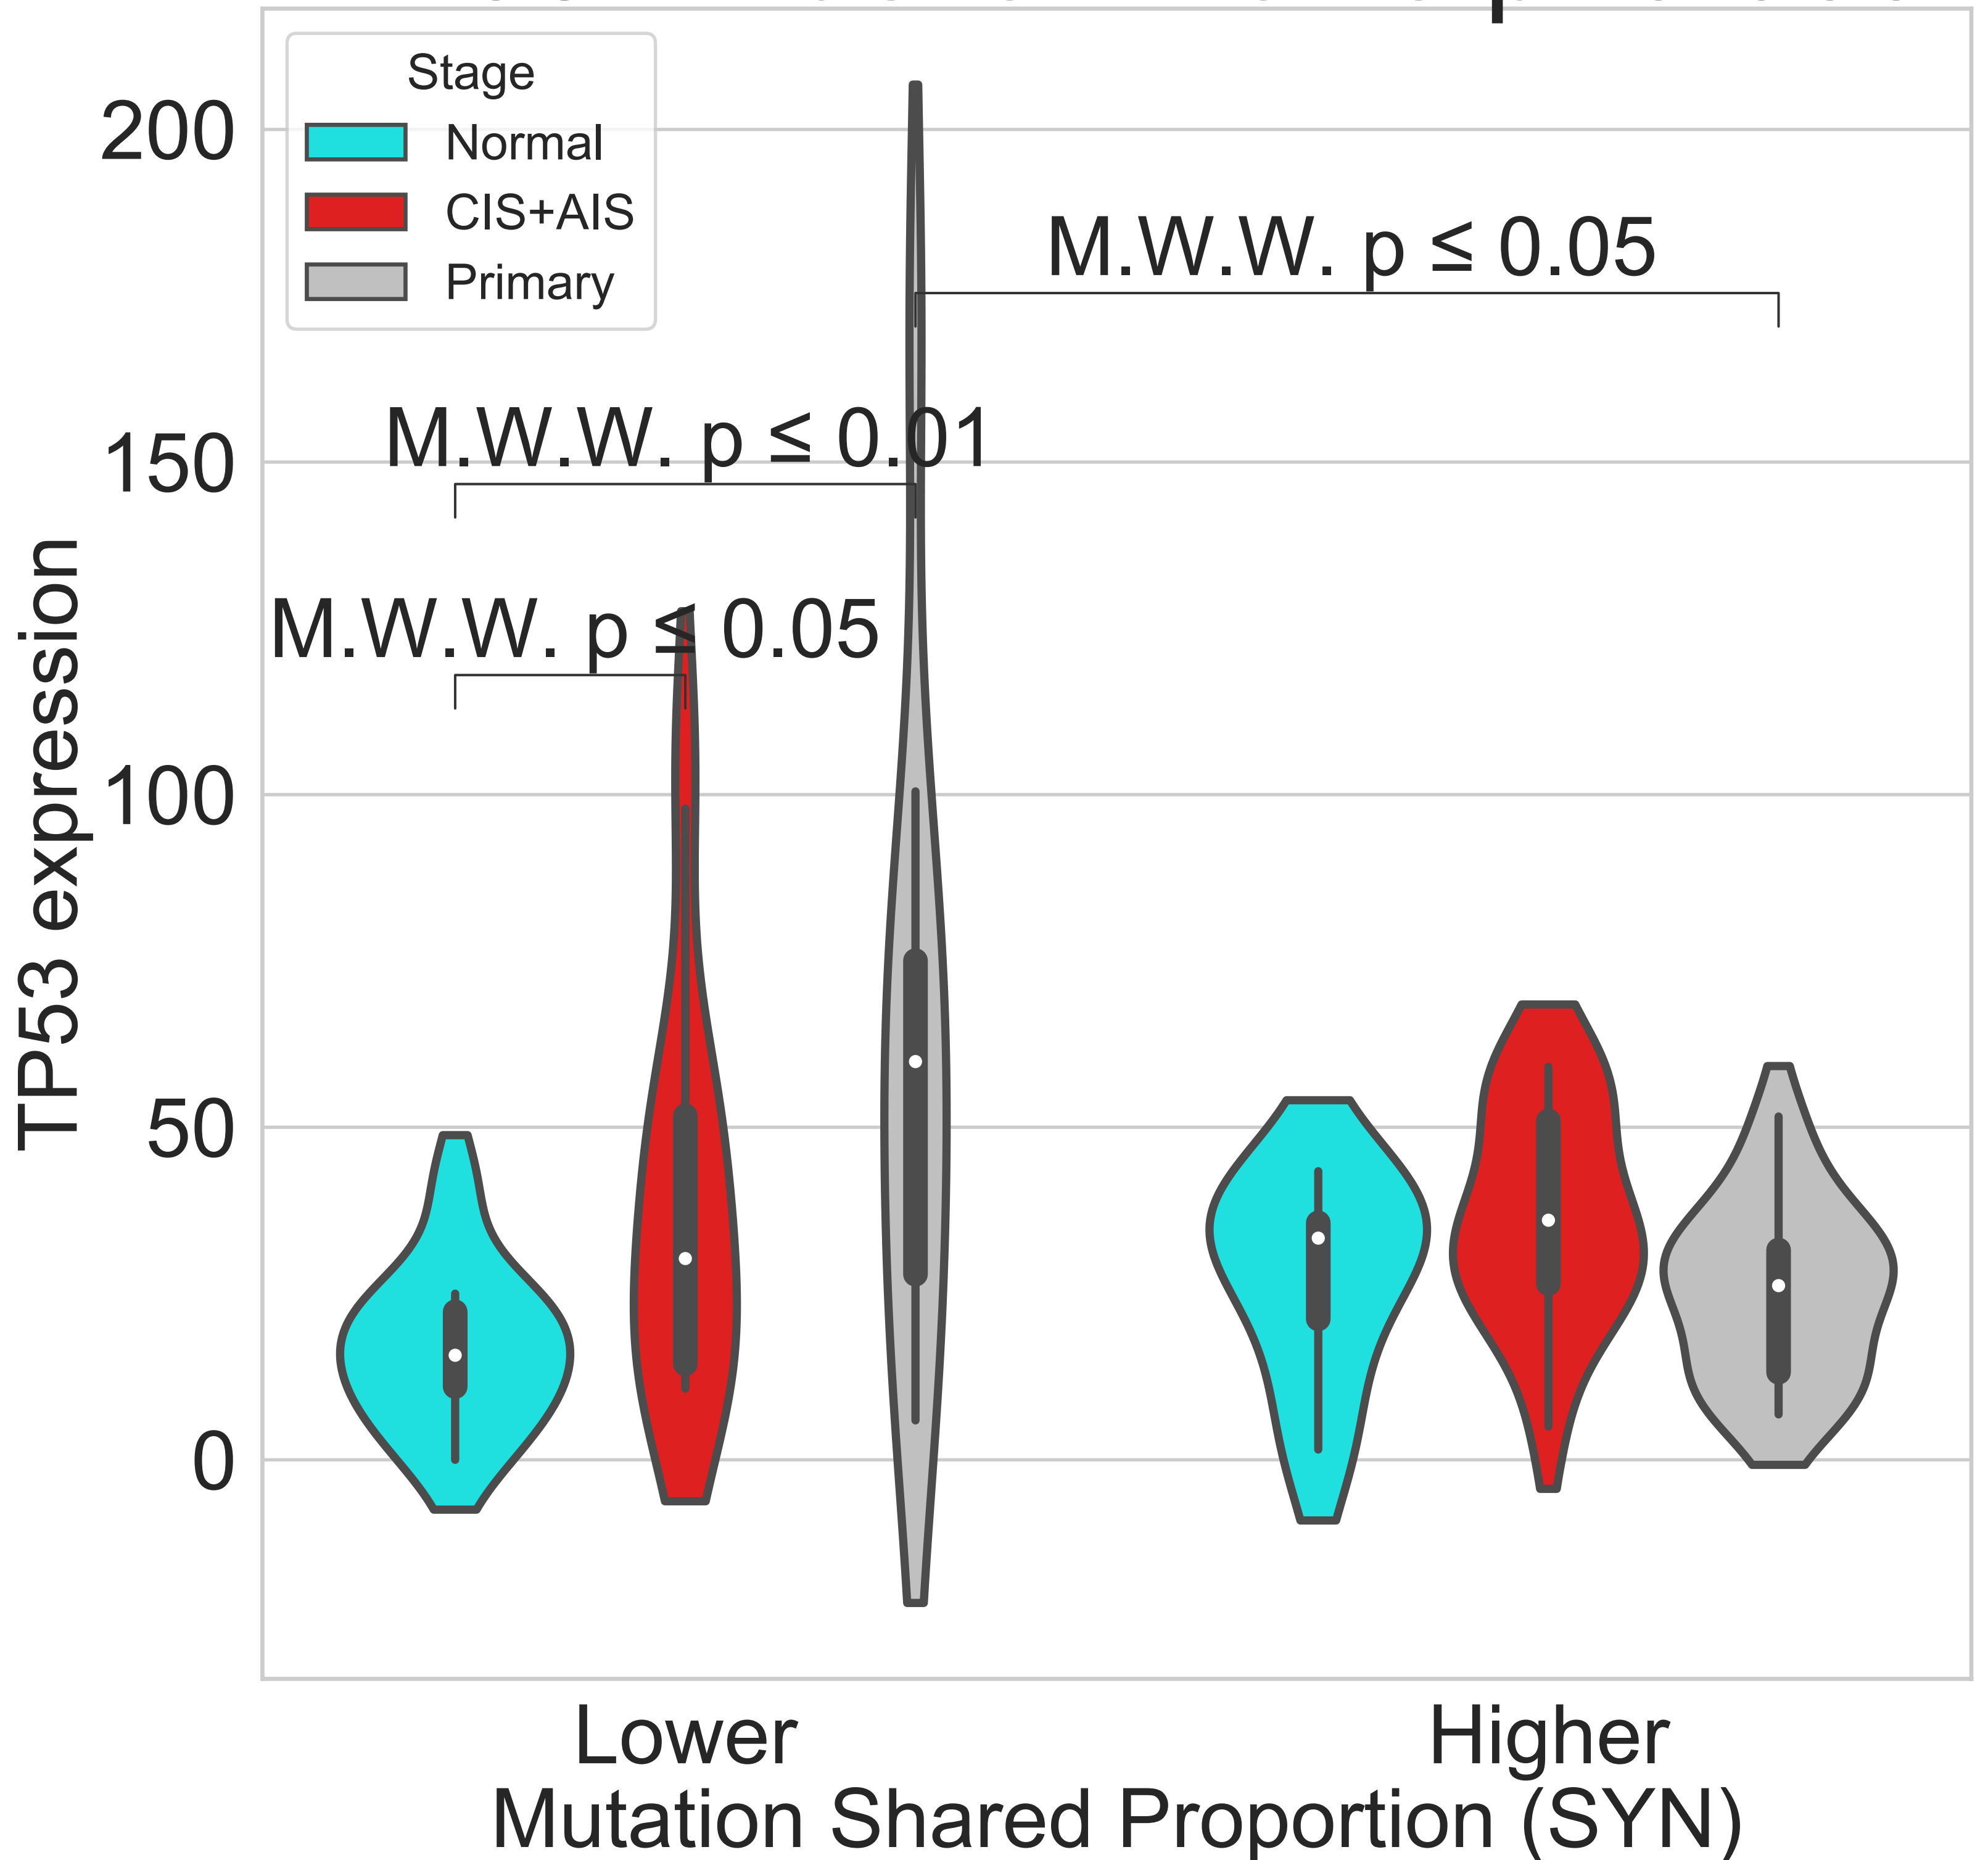 Stage
Normal
CIS+AIS
Primary
M.W.W. p ≤ 0.05
M.W.W. p ≤ 0.01
M.W.W. p ≤ 0.05
200
150
100
50
0
TP53 expression
Lower
Higher
Mutation Shared Proportion (SYN)